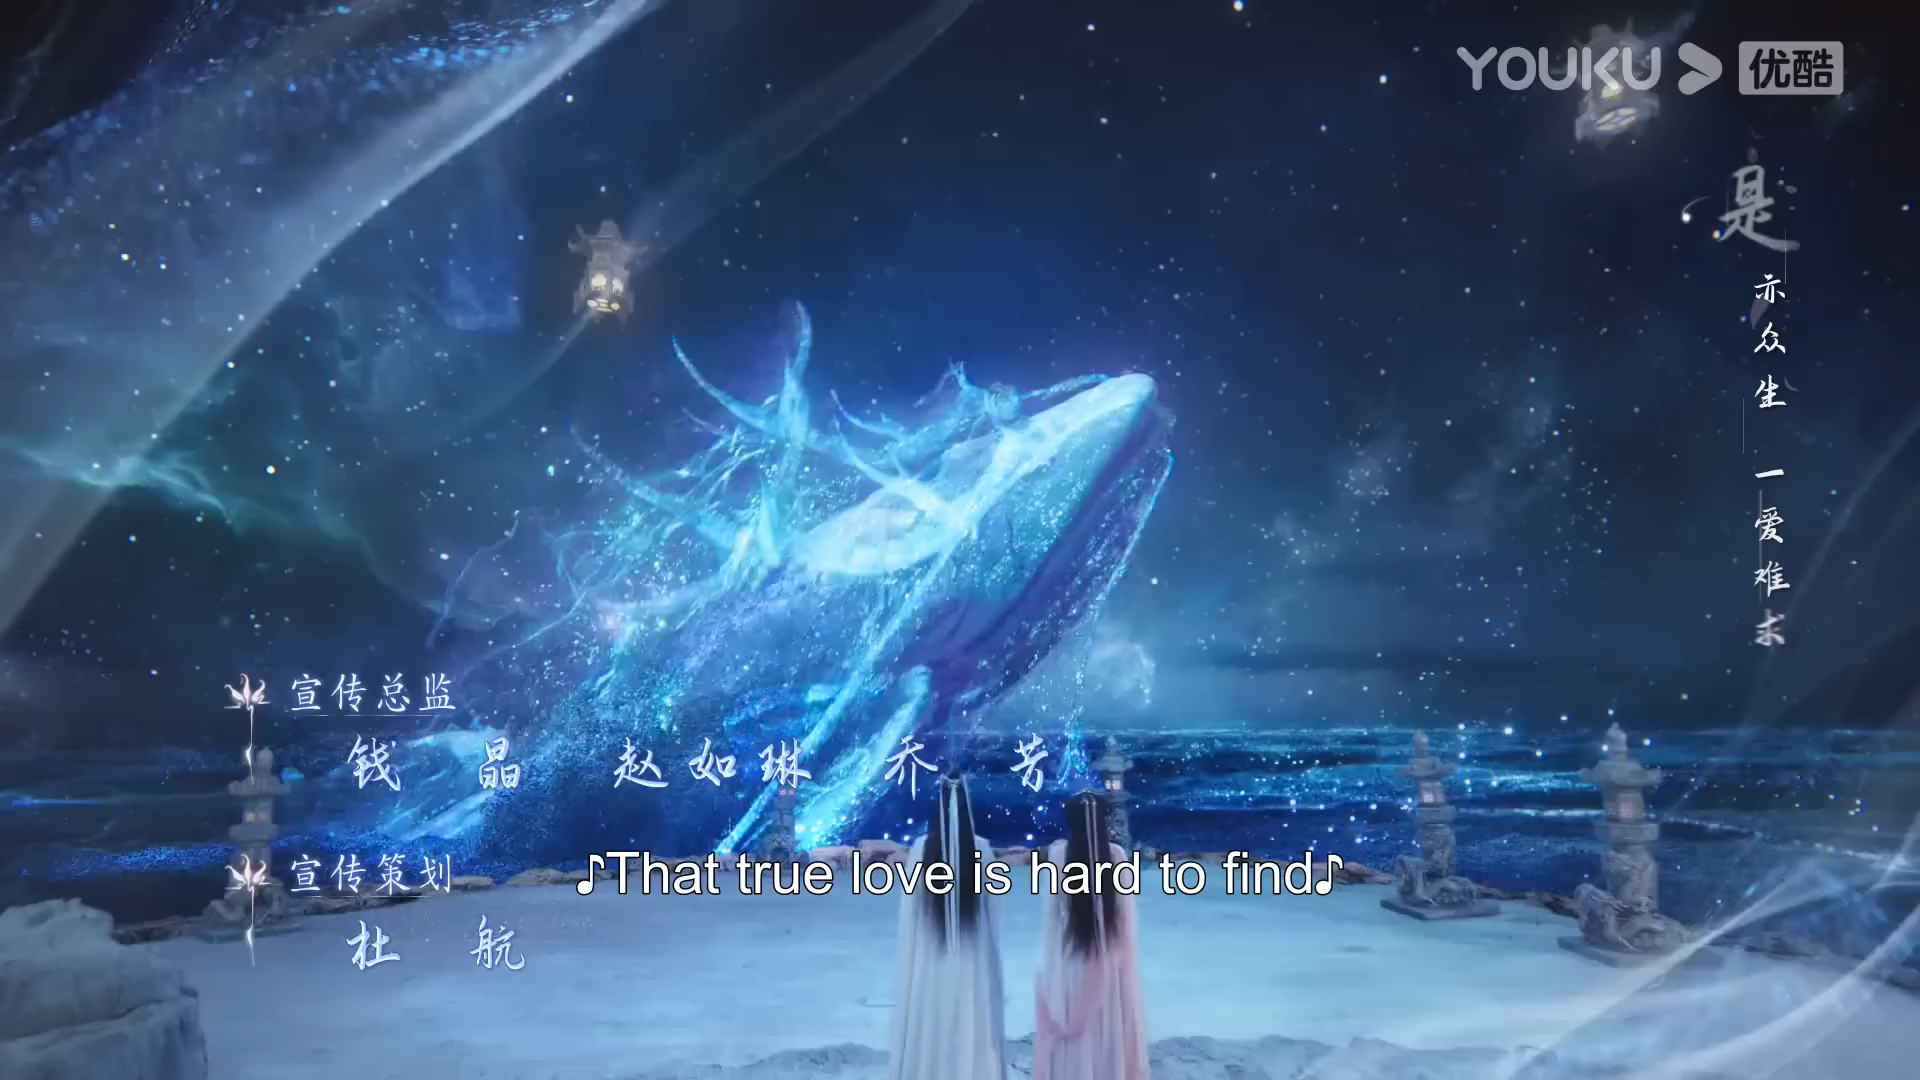 YOUKU 优酷
是
亦众生 一爱难求
宣传总监
钱晶 赵如琳 乔芳
宣传策划
杜航
♪That true love is hard to find♪